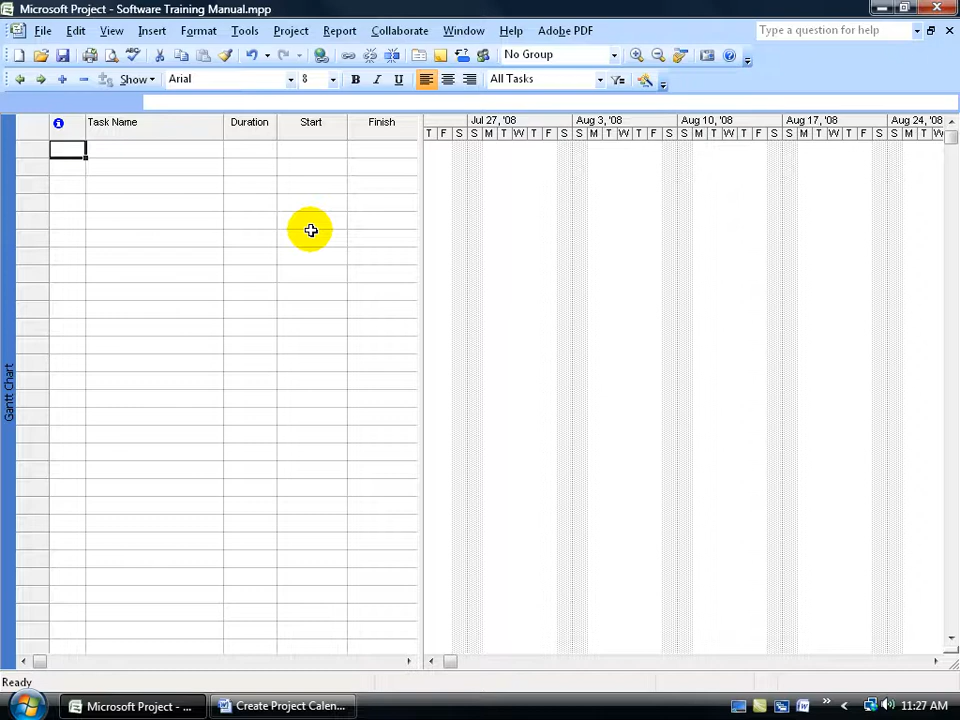 Microsoft Project - Software Training Manual.mpp
File Edit View Insert Format Tools Project Report Collaborate Window Help Adobe PDF Type a question for help
No Group
Show Arial 8 B I U All Tasks
Task Name Duration Start Finish
Jul 27, '08 Aug 3, '08 Aug 10, '08 Aug 17, '08 Aug 24, '08
T F S S M T W T F S S M T W T F S S M T W T F S S M T W T F S S M W
Gantt Chart
Ready
Microsoft Project - ... Create Project Calen... 11:27 AM